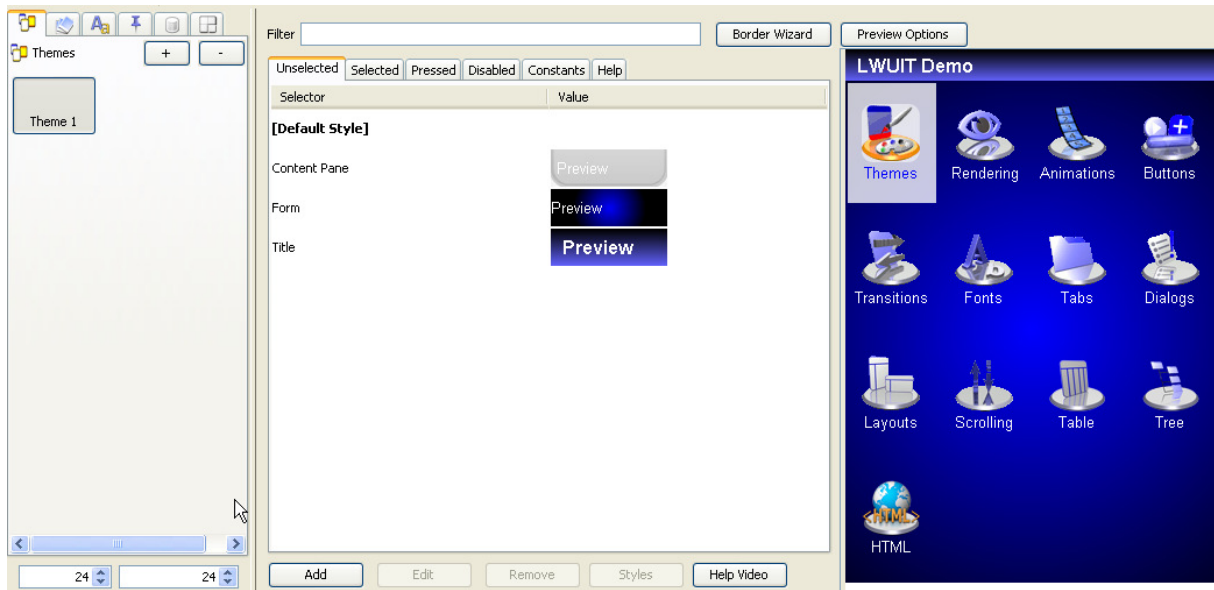 Aa
Themes
+ -
Theme 1
24 24
Filter Border Wizard
Unselected Selected Pressed Disabled Constants Help
Selector Value
[Default Style]
Content Pane Preview
Form Preview
Title Preview
Add Edit Remove Styles Help Video
Preview Options
LWUIT Demo
Themes Rendering Animations Buttons
Transitions Fonts Tabs Dialogs
Layouts Scrolling Table Tree
<HTML>
HTML